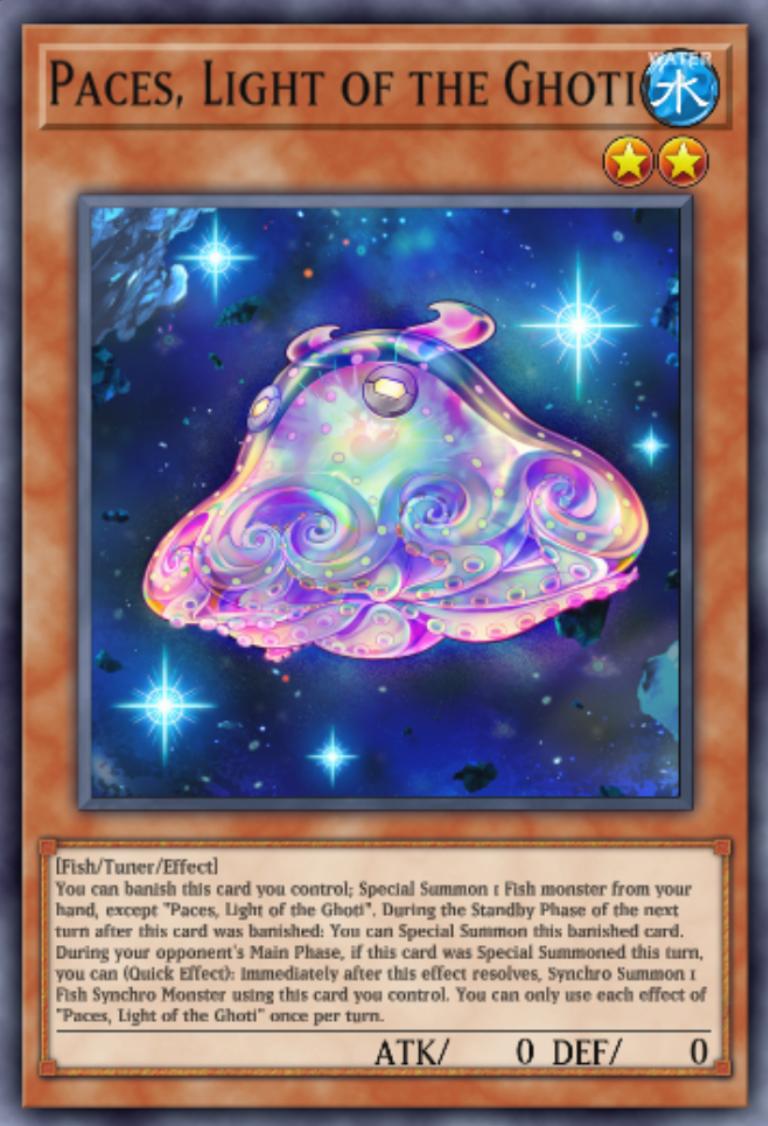 PACES, LIGHT OF THE GHOTI
WATER
水
[Fish/Tuner/Effect]
You can banish this card you control; Special Summon 1 Fish monster from your
hand, except "Paces, Light of the Ghoti". During the Standby Phase of the next
turn after this card was banished: You can Special Summon this banished card.
During your opponent's Main Phase, if this card was Special Summoned this turn,
you can (Quick Effect): Immediately after this effect resolves, Synchro Summon 1
Fish Synchro Monster using this card you control. You can only use each effect of
"Paces, Light of the Ghoti" once per turn.
ATK/ 0 DEF/ 0